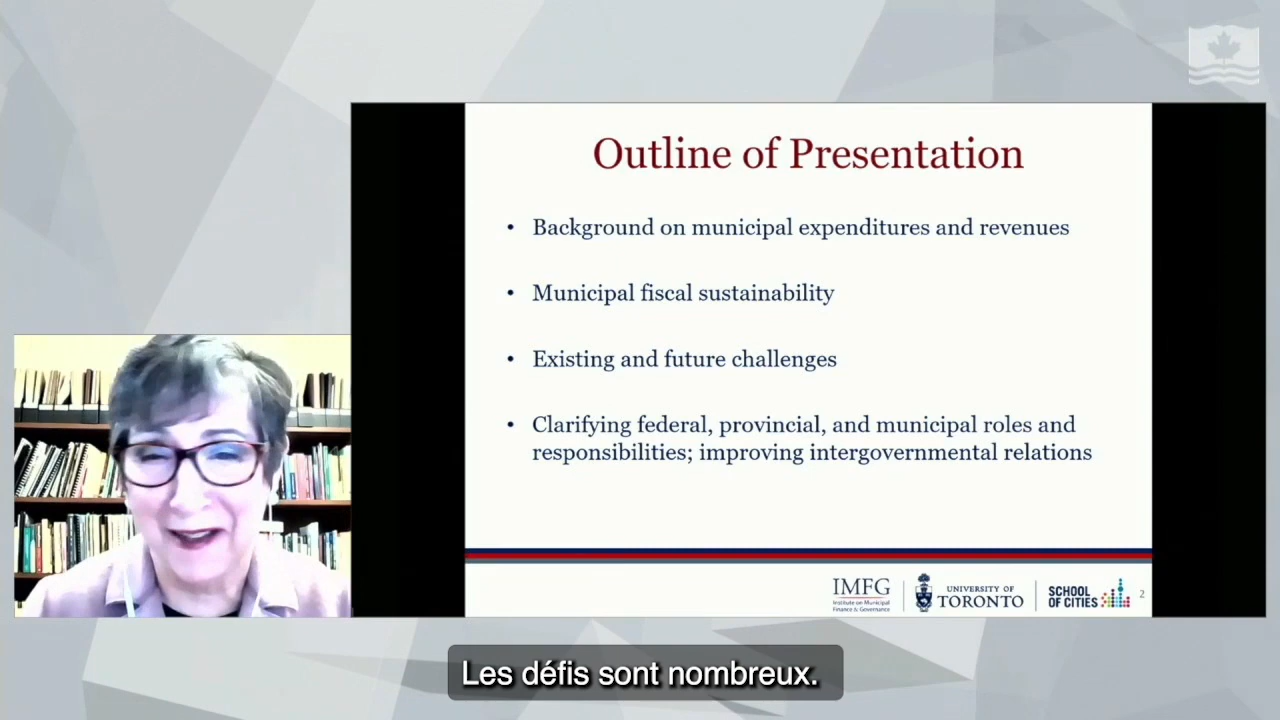 Outline of Presentation
• Background on municipal expenditures and revenues
• Municipal fiscal sustainability
• Existing and future challenges
• Clarifying federal, provincial, and municipal roles and
responsibilities; improving intergovernmental relations
IMFG
Institute on Municipal
Finance & Governance
UNIVERSITY OF
TORONTO
SCHOOL
OF CITIES
2
Les défis sont nombreux.